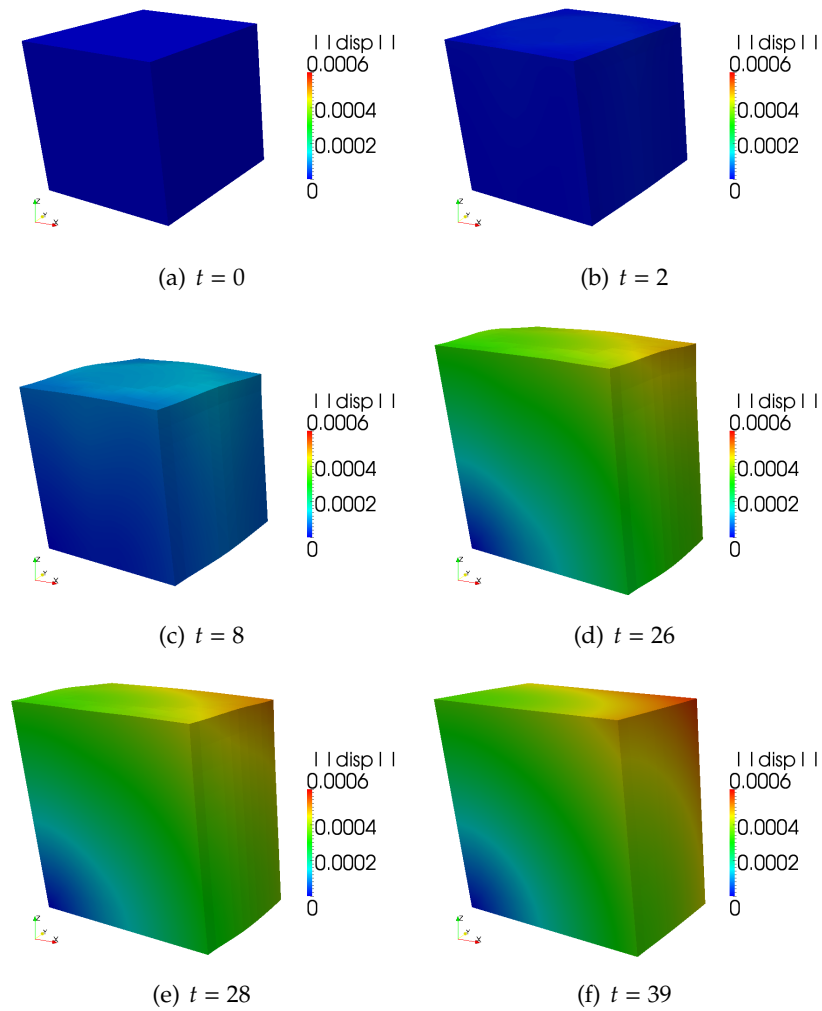 ||disp||
0.0006
0.0004
0.0002
0
z
y
x
(a) t = 0
||disp||
0.0006
0.0004
0.0002
0
z
y
x
(b) t = 2
||disp||
0.0006
0.0004
0.0002
0
z
y
x
(c) t = 8
||disp||
0.0006
0.0004
0.0002
0
z
y
x
(d) t = 26
||disp||
0.0006
0.0004
0.0002
0
z
y
x
(e) t = 28
||disp||
0.0006
0.0004
0.0002
0
z
y
x
(f) t = 39